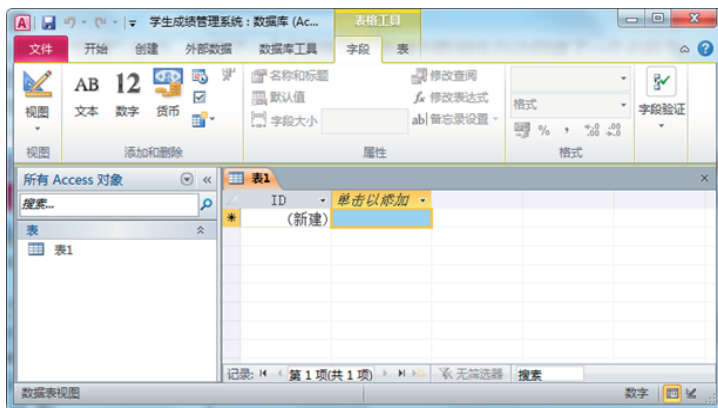 学生成绩管理系统 : 数据库 (Ac... 表格工具
文件 开始 创建 外部数据 数据库工具 字段 表
AB 12 名称和标题 修改查阅
视图 文本 数字 货币 默认值 fx 修改表达式 格式 字段验证
字段大小 ab 备忘录设置 % , .00 .00
视图 添加和删除 属性 格式
所有 Access 对象 « 表1 ×
搜索... ID 单击以添加
* (新建)
表
表1
记录: 第 1 项(共 1 项) 无筛选器 搜索
数据表视图 数字